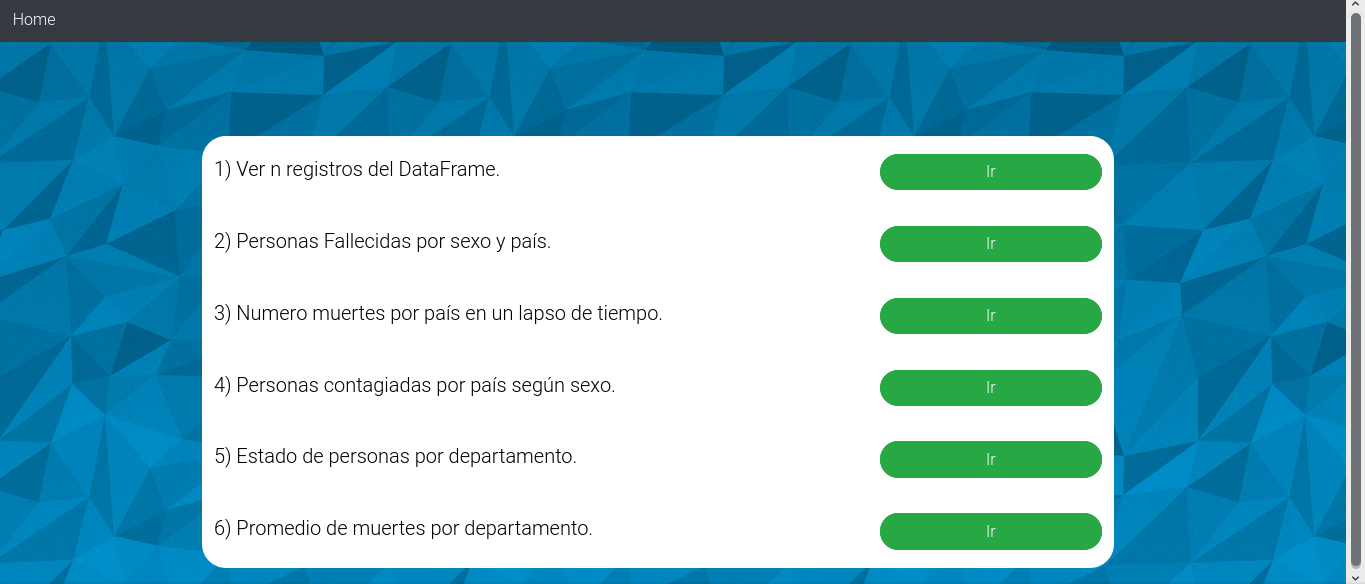 Home
1) Ver n registros del DataFrame.
Ir
2) Personas Fallecidas por sexo y país.
Ir
3) Numero muertes por país en un lapso de tiempo.
Ir
4) Personas contagiadas por país según sexo.
Ir
5) Estado de personas por departamento.
Ir
6) Promedio de muertes por departamento.
Ir